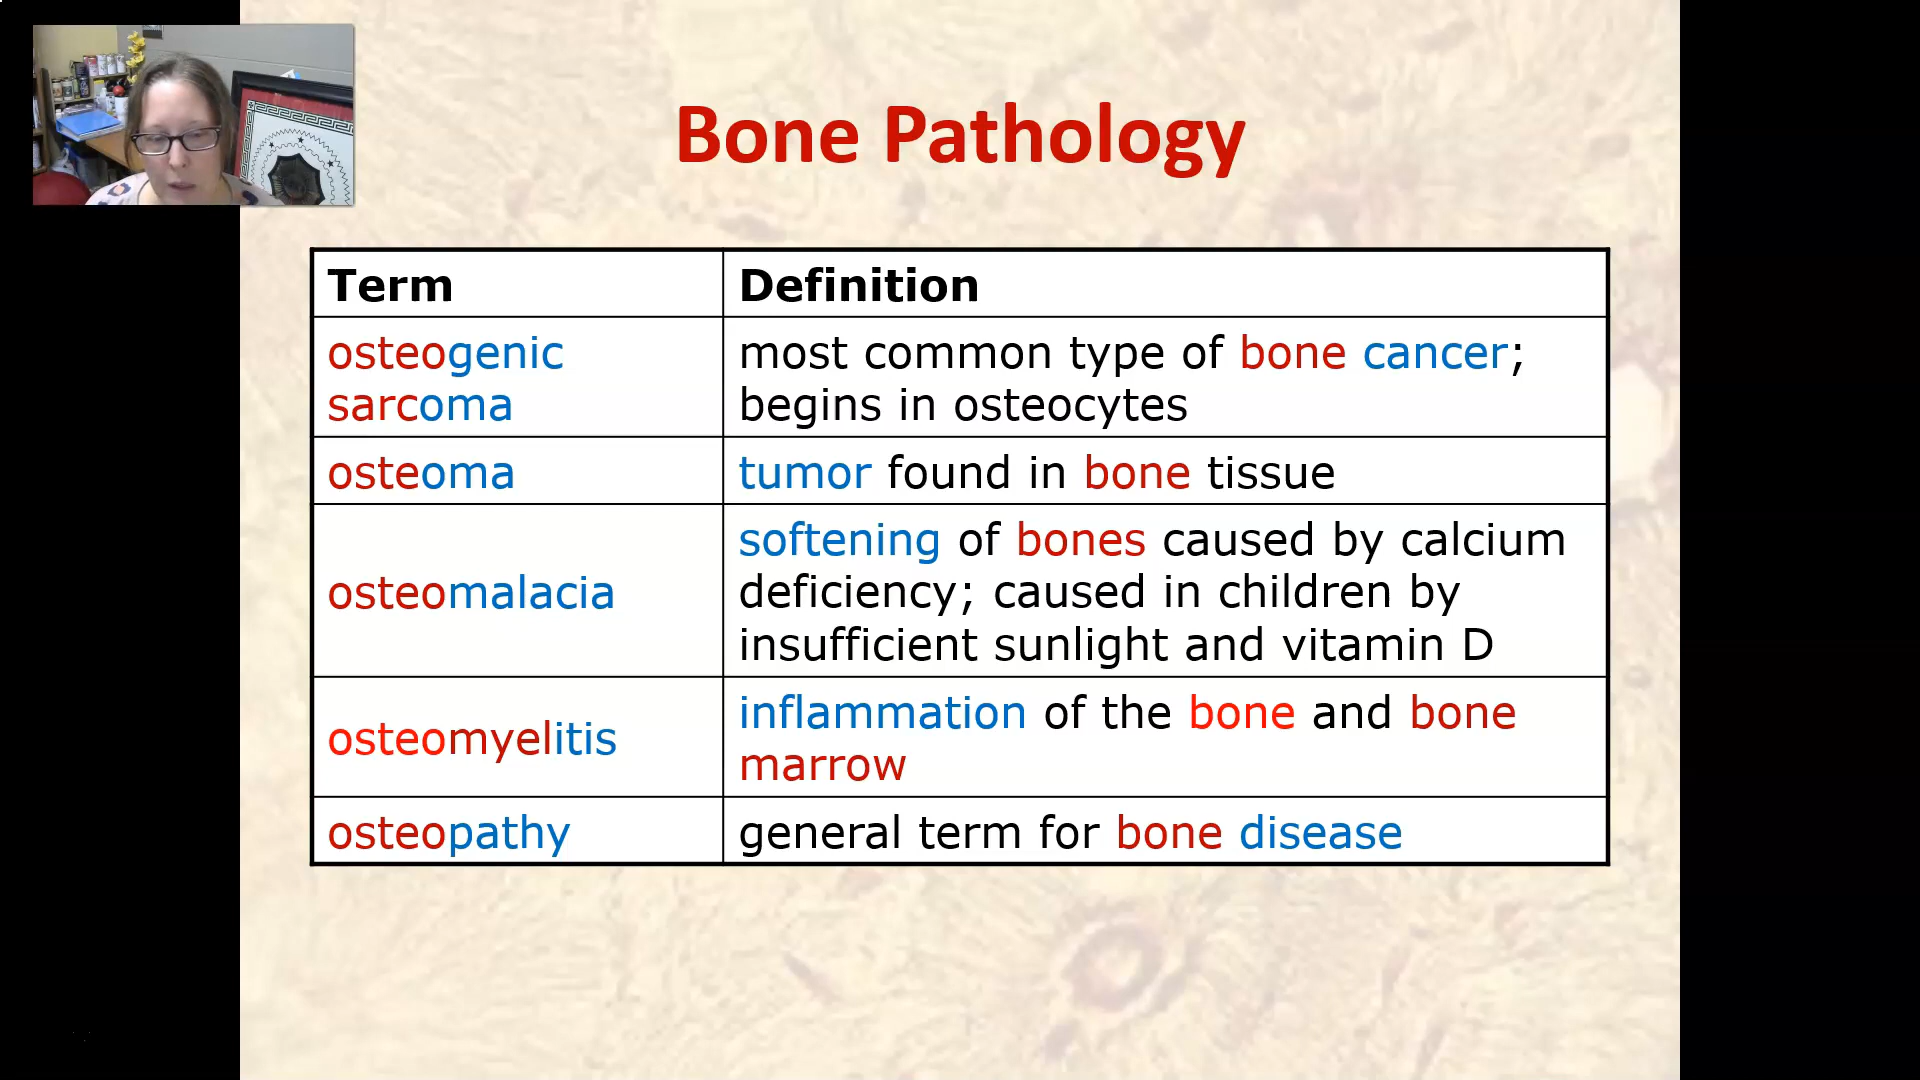 Bone Pathology
Term
Definition
osteogenic
sarcoma
most common type of bone cancer;
begins in osteocytes
osteoma
tumor found in bone tissue
osteomalacia
softening of bones caused by calcium
deficiency; caused in children by
insufficient sunlight and vitamin D
osteomyelitis
inflammation of the bone and bone
marrow
osteopathy
general term for bone disease